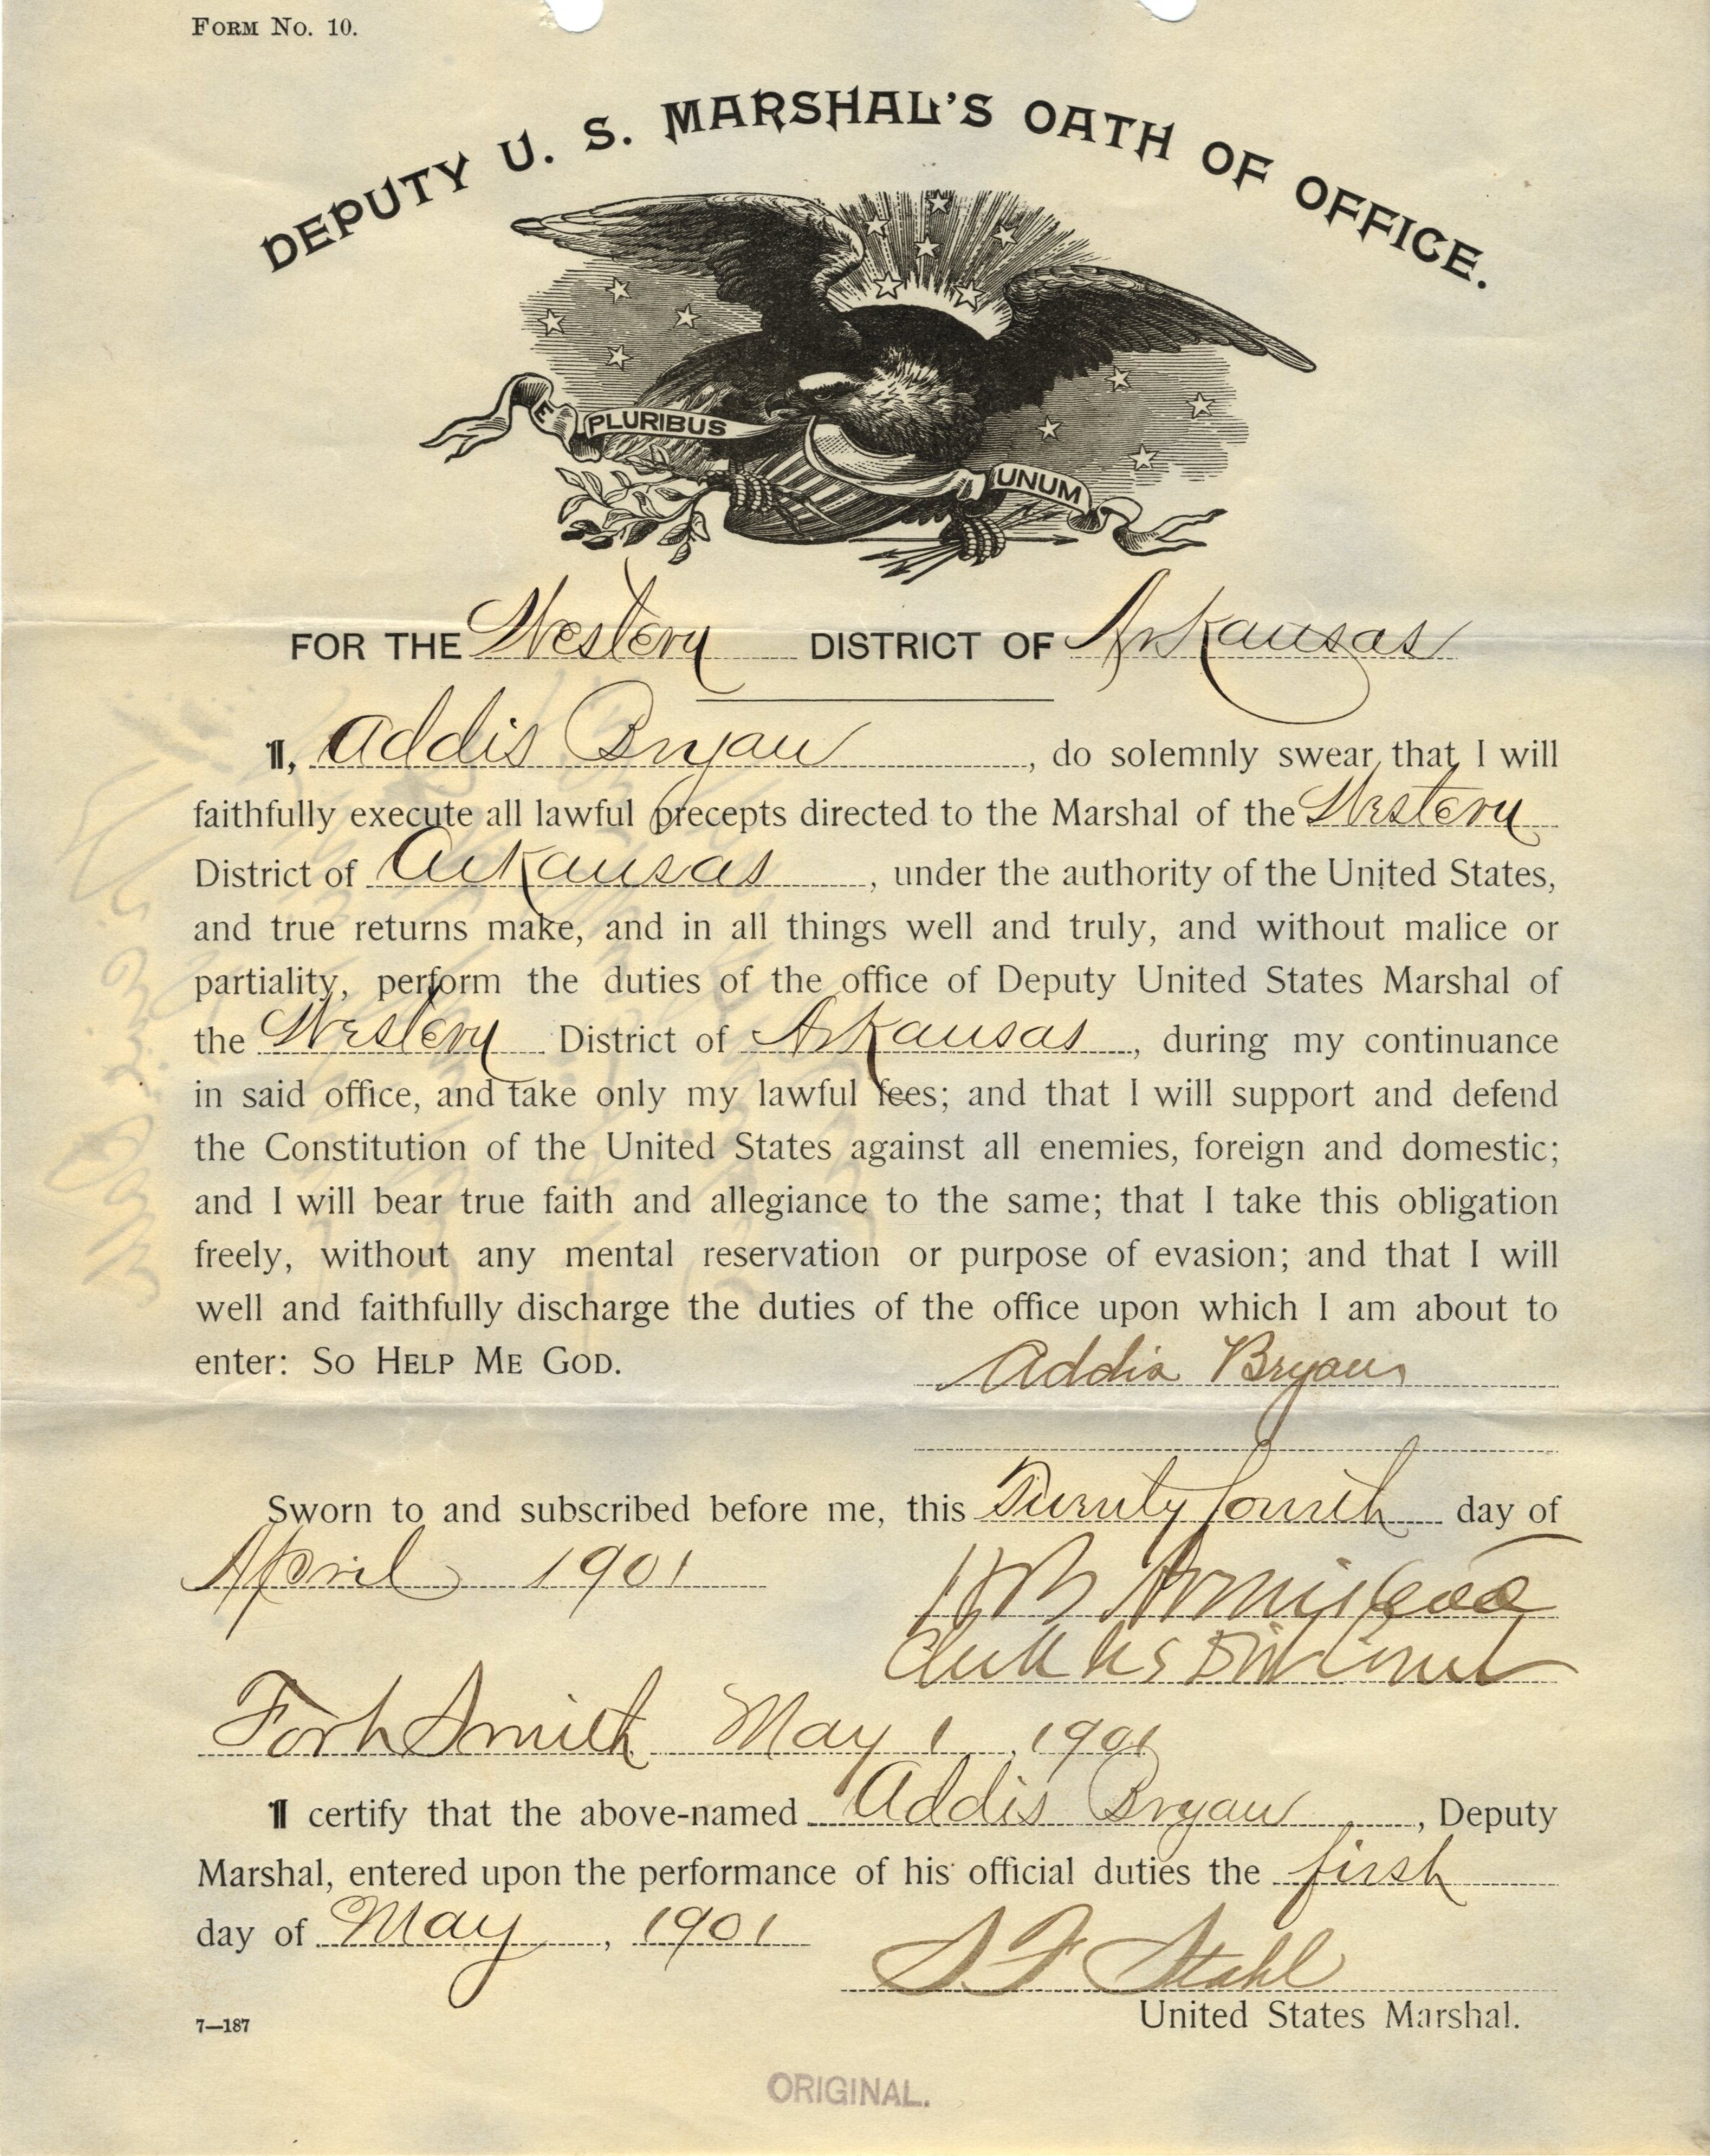 FORM NO. 10.
DEPUTY U. S. MARSHAL'S OATH OF OFFICE.
E PLURIBUS UNUM
FOR THE Western DISTRICT OF Arkansas
I, Addis Bryan, do solemnly swear that I will
faithfully execute all lawful precepts directed to the Marshal of the Western
District of Arkansas, under the authority of the United States,
and true returns make, and in all things well and truly, and without malice or
partiality, perform the duties of the office of Deputy United States Marshal of
the Western District of Arkansas, during my continuance
in said office, and take only my lawful fees; and that I will support and defend
the Constitution of the United States against all enemies, foreign and domestic;
and I will bear true faith and allegiance to the same; that I take this obligation
freely, without any mental reservation or purpose of evasion; and that I will
well and faithfully discharge the duties of the office upon which I am about to
enter: SO HELP ME GOD.
Addis Bryan
Sworn to and subscribed before me, this Twenty fourth day of
April 1901
Armistead
Clerk U S Dist Court
Fort Smith May 1, 1901
I certify that the above-named Addis Bryan, Deputy
Marshal, entered upon the performance of his official duties the first
day of May, 1901
S. F. Stahl
United States Marshal.
7—187
ORIGINAL.